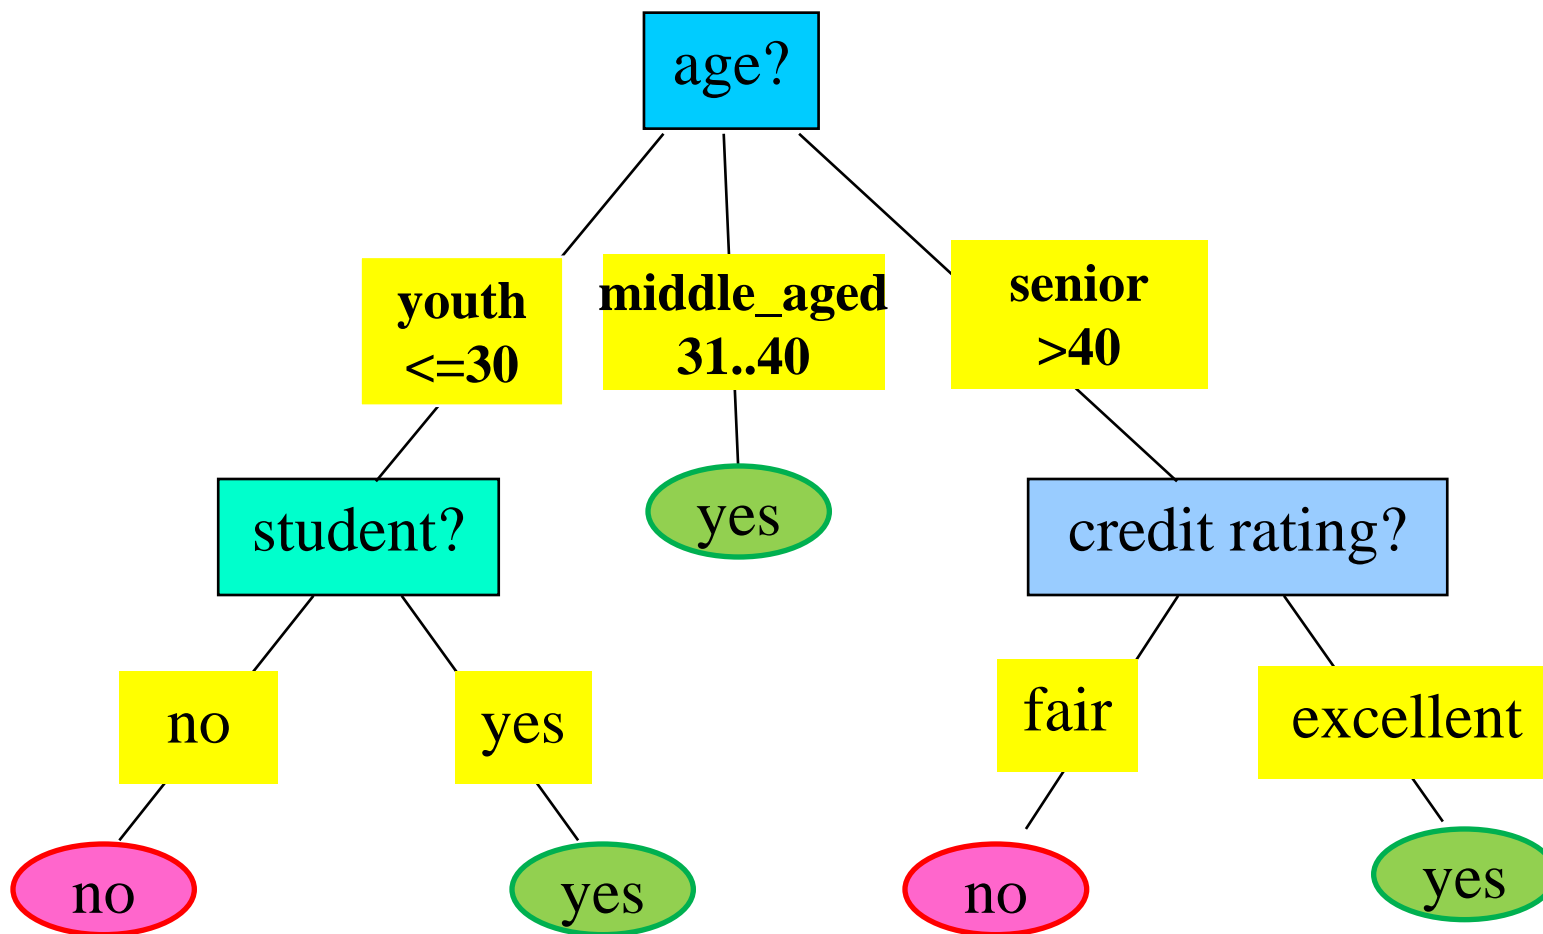 age?
youth
<=30
middle_aged
31..40
senior
>40
student?
yes
credit rating?
no
yes
fair
excellent
no
yes
no
yes